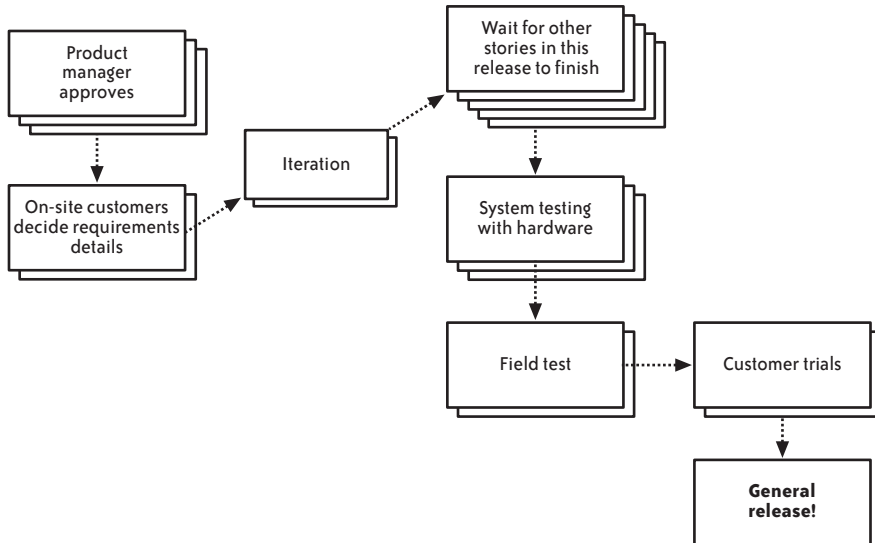 Product
manager
approves
On-site customers
decide requirements
details
Iteration
Wait for other
stories in this
release to finish
System testing
with hardware
Field test
Customer trials
General
release!